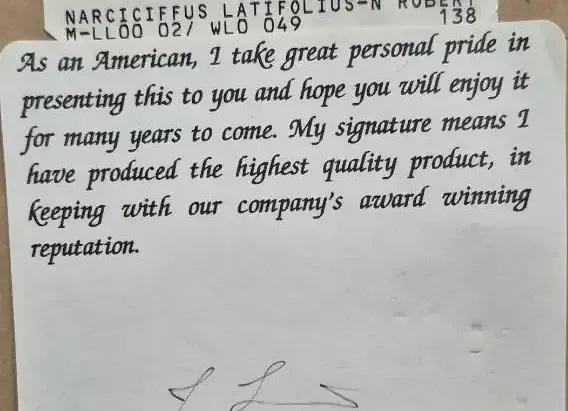 NARCICIFFUS LATIFOLIUS-N ROBERT
M-LL00 02/ WLO 049 138
As an American, I take great personal pride in
presenting this to you and hope you will enjoy it
for many years to come. My signature means I
have produced the highest quality product, in
keeping with our company's award winning
reputation.